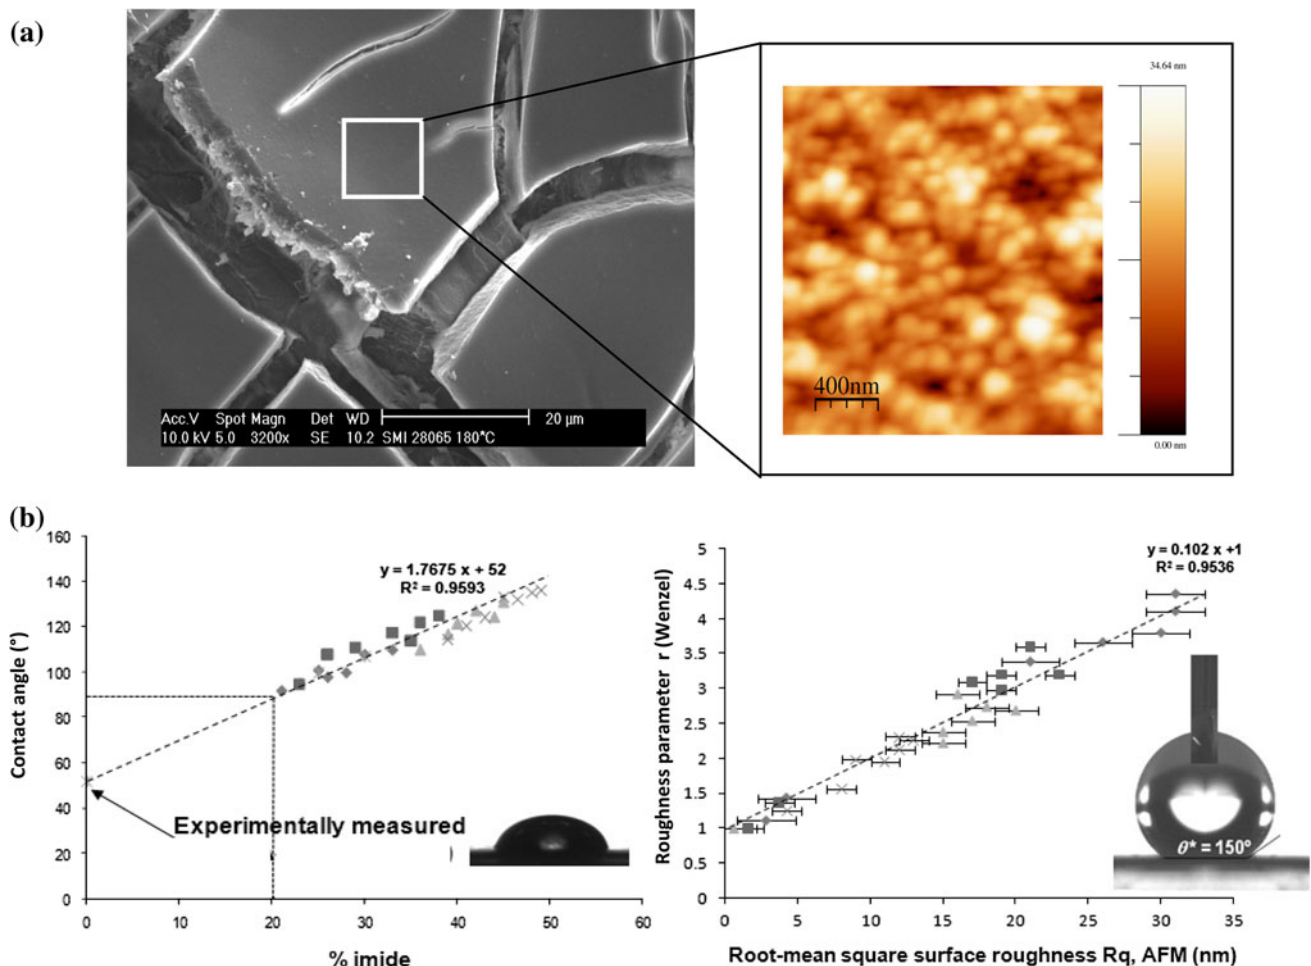 (a)
34.64 nm
400nm
0.00 nm
Acc.V Spot Magn Det WD 20 µm
10.0 kV 5.0 3200x SE 10.2 SMI 28065 180°C
(b)
160
140
120
100
80
60
40
20
0
Contact angle (°)
y = 1.7675 x + 52
R² = 0.9593
Experimentally measured
0 10 20 30 40 50 60
% imide
5
4.5
4
3.5
3
2.5
2
1.5
1
0.5
0
Roughness parameter r (Wenzel)
y = 0.102 x +1
R² = 0.9536
θ* = 150°
0 5 10 15 20 25 30 35
Root-mean square surface roughness Rq, AFM (nm)